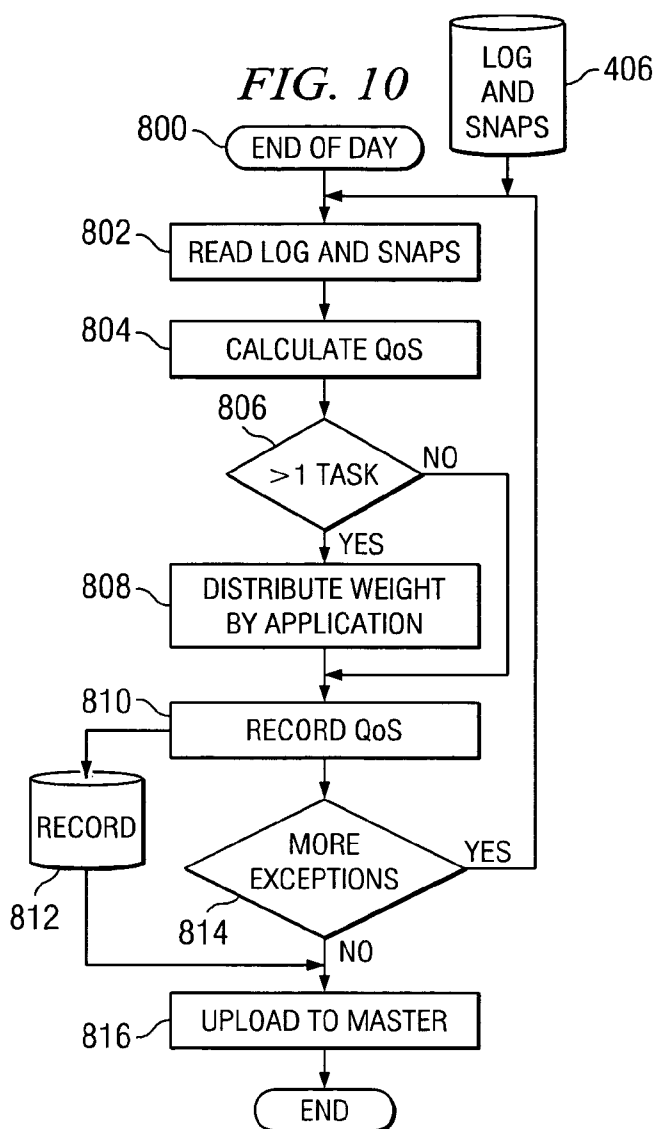 FIG. 10
LOG
AND
SNAPS
406
800
END OF DAY
802
READ LOG AND SNAPS
804
CALCULATE QoS
806
>1 TASK
NO
YES
808
DISTRIBUTE WEIGHT
BY APPLICATION
810
RECORD QoS
RECORD
812
MORE
EXCEPTIONS
YES
814
NO
816
UPLOAD TO MASTER
END